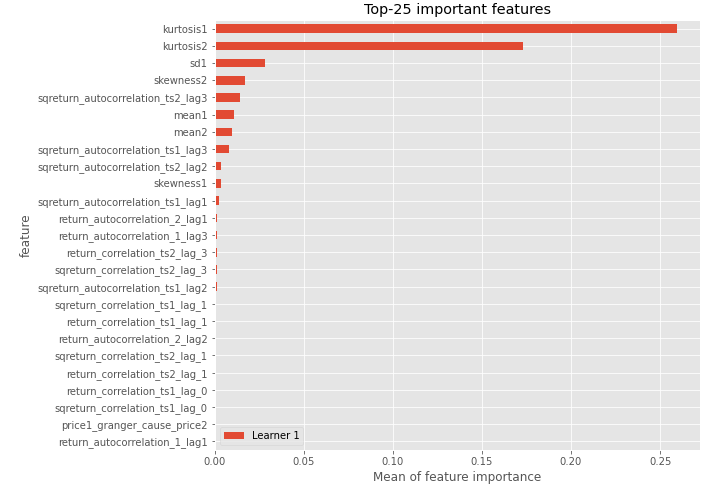 Top-25 important features
kurtosis1
kurtosis2
sd1
skewness2
sqreturn_autocorrelation_ts2_lag3
mean1
mean2
sqreturn_autocorrelation_ts1_lag3
sqreturn_autocorrelation_ts2_lag2
skewness1
sqreturn_autocorrelation_ts1_lag1
return_autocorrelation_2_lag1
return_autocorrelation_1_lag3
return_correlation_ts2_lag_3
sqreturn_correlation_ts2_lag_3
sqreturn_autocorrelation_ts1_lag2
sqreturn_correlation_ts1_lag_1
return_correlation_ts1_lag_1
return_autocorrelation_2_lag2
sqreturn_correlation_ts2_lag_1
return_correlation_ts2_lag_1
return_correlation_ts1_lag_0
sqreturn_correlation_ts1_lag_0
price1_granger_cause_price2
return_autocorrelation_1_lag1
feature
Learner 1
0.00 0.05 0.10 0.15 0.20 0.25
Mean of feature importance